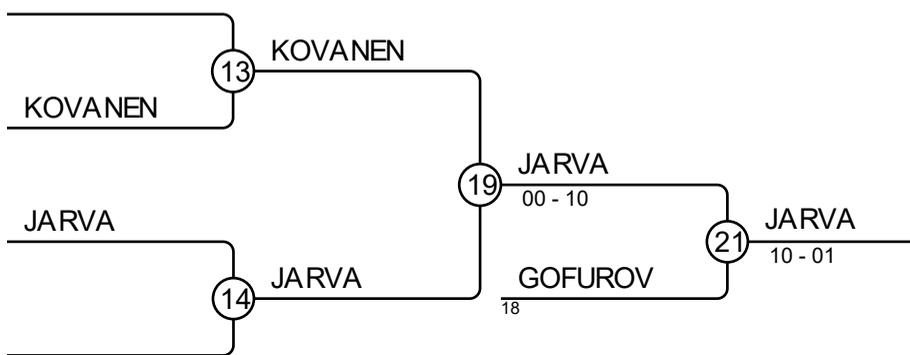 KOVANEN
13
KOVANEN
JARVA
19
00 - 10
JARVA
JARVA
21
10 - 01
JARVA
14
GOFUROV
18